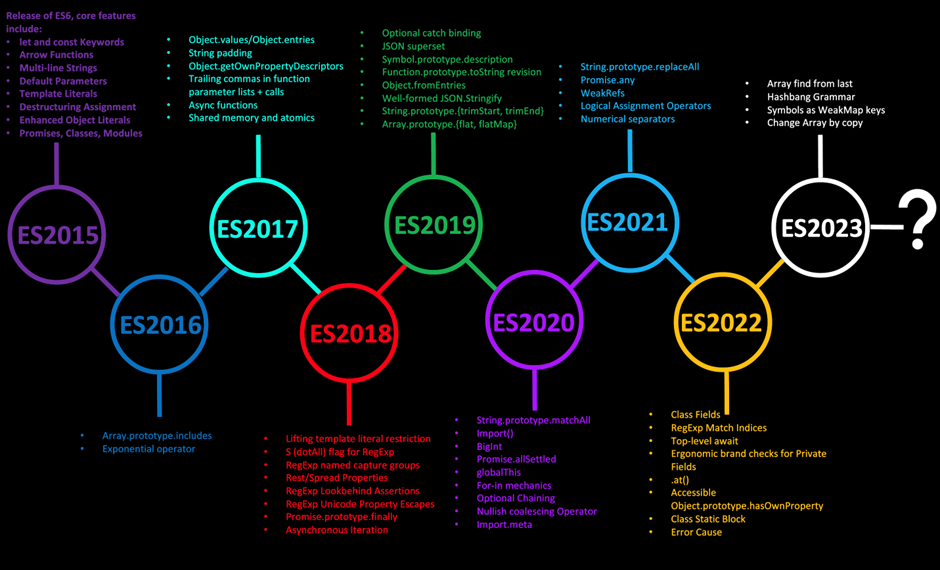 Release of ES6, core features
include:
• let and const Keywords
• Arrow Functions
• Multi-line Strings
• Default Parameters
• Template Literals
• Destructuring Assignment
• Enhanced Object Literals
• Promises, Classes, Modules
ES2015
ES2016
• Array.prototype.includes
• Exponential operator
• Object.values/Object.entries
• String padding
• Object.getOwnPropertyDescriptors
• Trailing commas in function
parameter lists + calls
• Async functions
• Shared memory and atomics
ES2017
ES2018
• Lifting template literal restriction
• S (dotAll) flag for RegExp
• RegExp named capture groups
• Rest/Spread Properties
• RegExp Lookbehind Assertions
• RegExp Unicode Property Escapes
• Promise.prototype.finally
• Asynchronous Iteration
• Optional catch binding
• JSON superset
• Symbol.prototype.description
• Function.prototype.toString revision
• Object.fromEntries
• Well-formed JSON.Stringify
• String.prototype.{trimStart, trimEnd}
• Array.prototype.{flat, flatMap}
ES2019
ES2020
• String.prototype.matchAll
• Import()
• BigInt
• Promise.allSettled
• globalThis
• For-in mechanics
• Optional Chaining
• Nullish coalescing Operator
• Import.meta
• String.prototype.replaceAll
• Promise.any
• WeakRefs
• Logical Assignment Operators
• Numerical separators
ES2021
ES2022
• Class Fields
• RegExp Match Indices
• Top-level await
• Ergonomic brand checks for Private
Fields
• .at()
• Accessible
Object.prototype.hasOwnProperty
• Class Static Block
• Error Cause
• Array find from last
• Hashbang Grammar
• Symbols as WeakMap keys
• Change Array by copy
ES2023
?